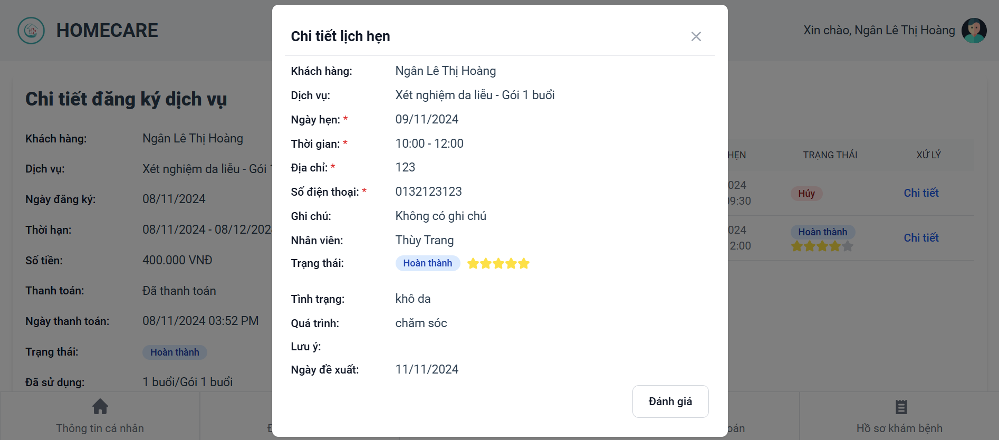 HOMECARE
Xin chào, Ngân Lê Thị Hoàng
Chi tiết đăng ký dịch vụ
Khách hàng: Ngân Lê Thị Hoàng
Dịch vụ: Xét nghiệm da liễu - Gói 1
Ngày đăng ký: 08/11/2024
Thời hạn: 08/11/2024 - 08/12/202
Số tiền: 400.000 VNĐ
Thanh toán: Đã thanh toán
Ngày thanh toán: 08/11/2024 03:52 PM
Trạng thái: Hoàn thành
Đã sử dụng: 1 buổi/Gói 1 buổi
Chi tiết lịch hẹn
Khách hàng: Ngân Lê Thị Hoàng
Dịch vụ: Xét nghiệm da liễu - Gói 1 buổi
Ngày hẹn: * 09/11/2024
Thời gian: * 10:00 - 12:00
Địa chỉ: * 123
Số điện thoại: * 0132123123
Ghi chú: Không có ghi chú
Nhân viên: Thùy Trang
Trạng thái: Hoàn thành
Tình trạng: khô da
Quá trình: chăm sóc
Lưu ý:
Ngày đề xuất: 11/11/2024
Đánh giá
HẸN TRẠNG THÁI XỬ LÝ
024
09:30 Hủy Chi tiết
024
2:00 Hoàn thành Chi tiết
Thông tin cá nhân
oán
Hồ sơ khám bệnh